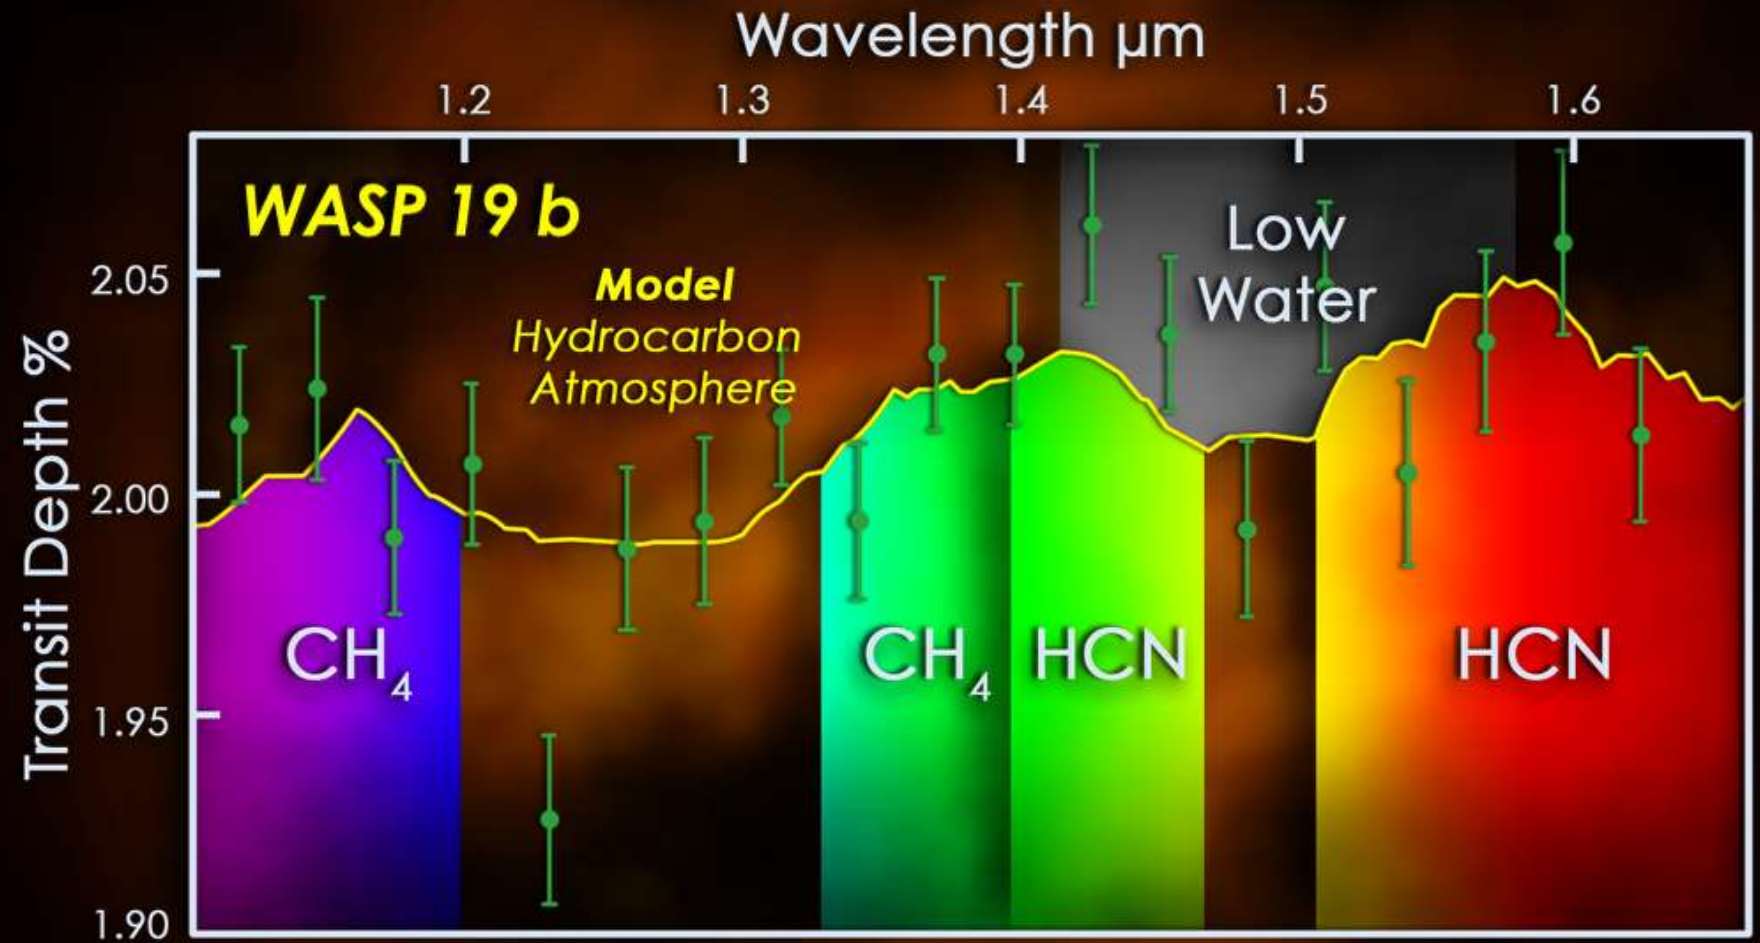 Wavelength µm
1.2 1.3 1.4 1.5 1.6
WASP 19 b
Model
Hydrocarbon
Atmosphere
Low
Water
Transit Depth %
2.05
2.00
1.95
1.90
CH₄
CH₄
HCN
HCN